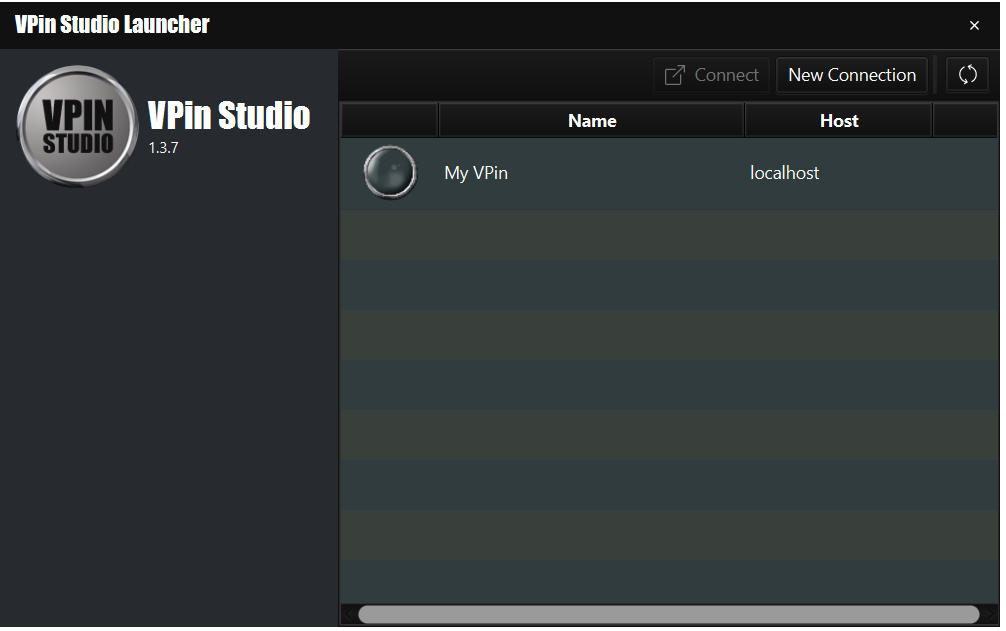 VPin Studio Launcher
VPIN
STUDIO
VPin Studio
1.3.7
Connect
New Connection
Name
Host
My VPin
localhost